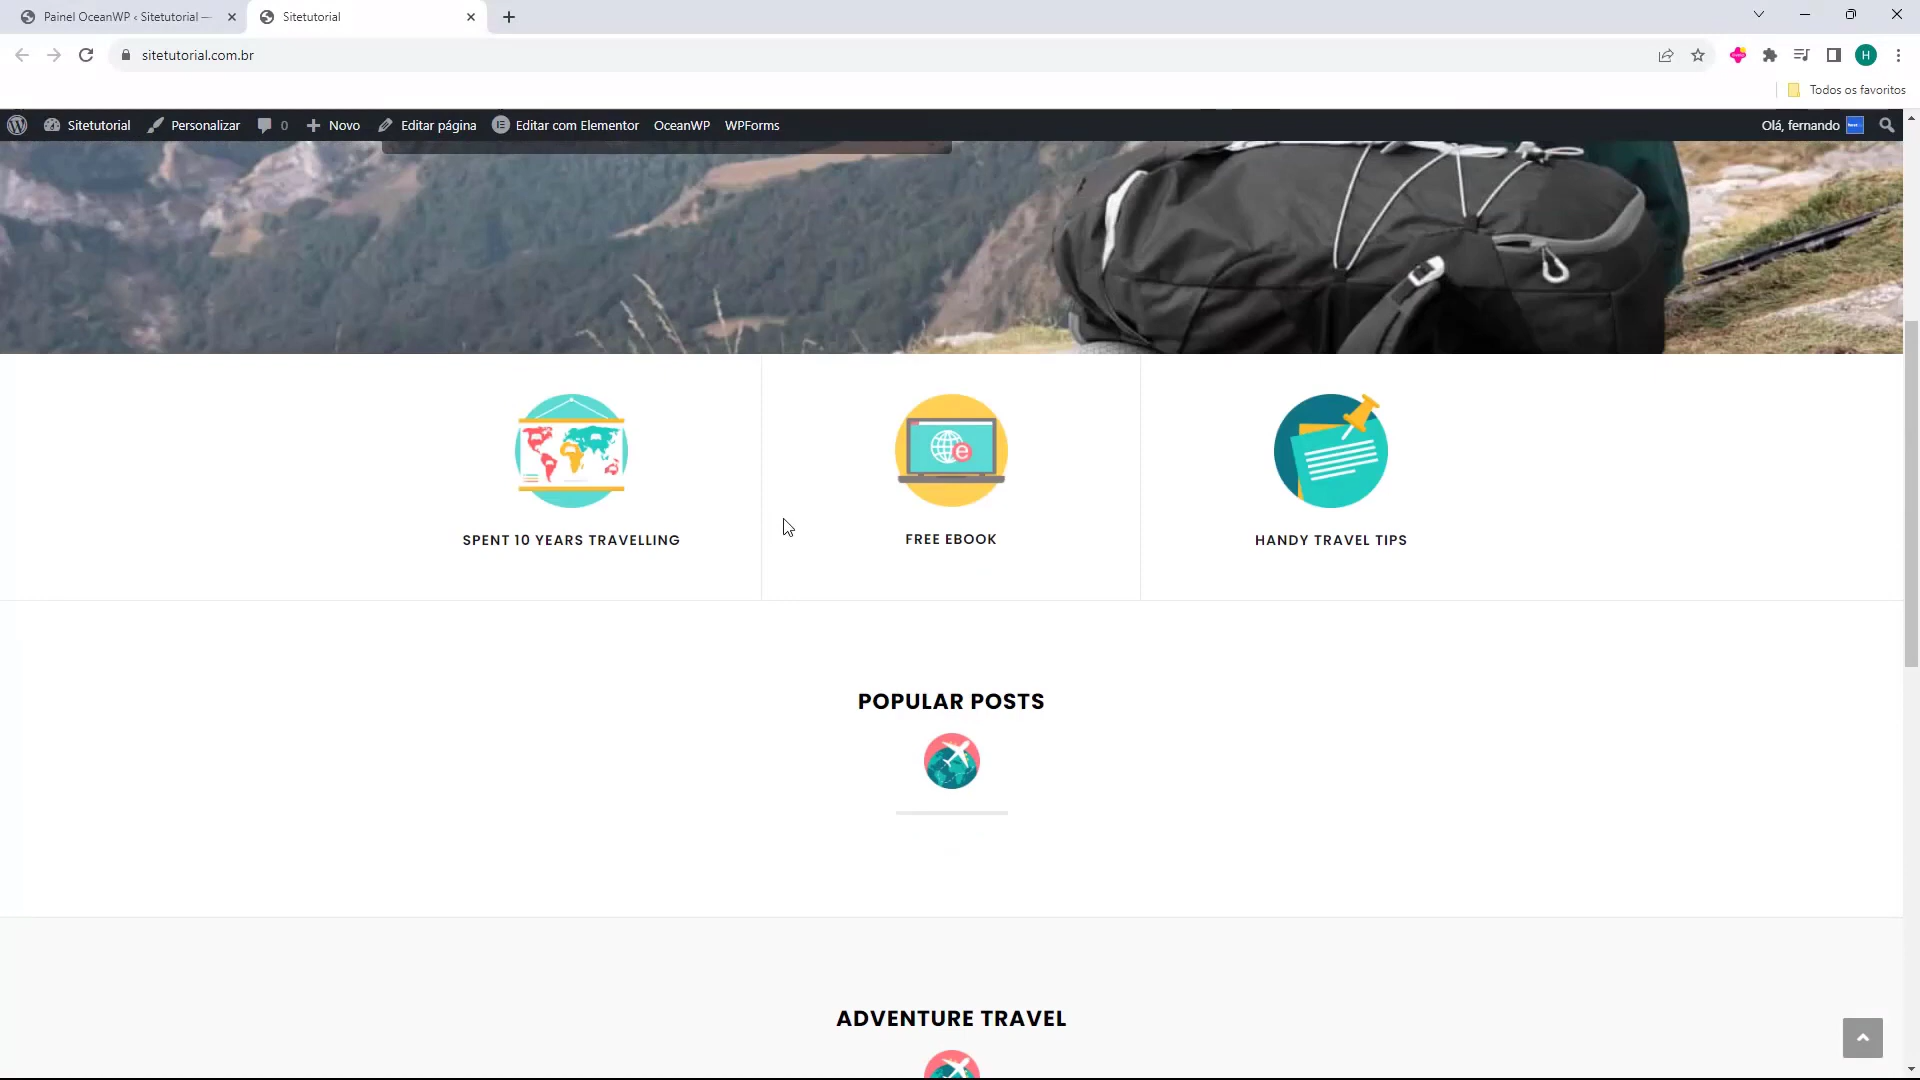 Painel OceanWP ‹ Sitetutorial —
Sitetutorial
sitetutorial.com.br
H
Todos os favoritos
Sitetutorial
Personalizar
0
Novo
Editar página
Editar com Elementor
OceanWP
WPForms
Olá, fernando
e
SPENT 10 YEARS TRAVELLING
FREE EBOOK
HANDY TRAVEL TIPS
POPULAR POSTS
ADVENTURE TRAVEL